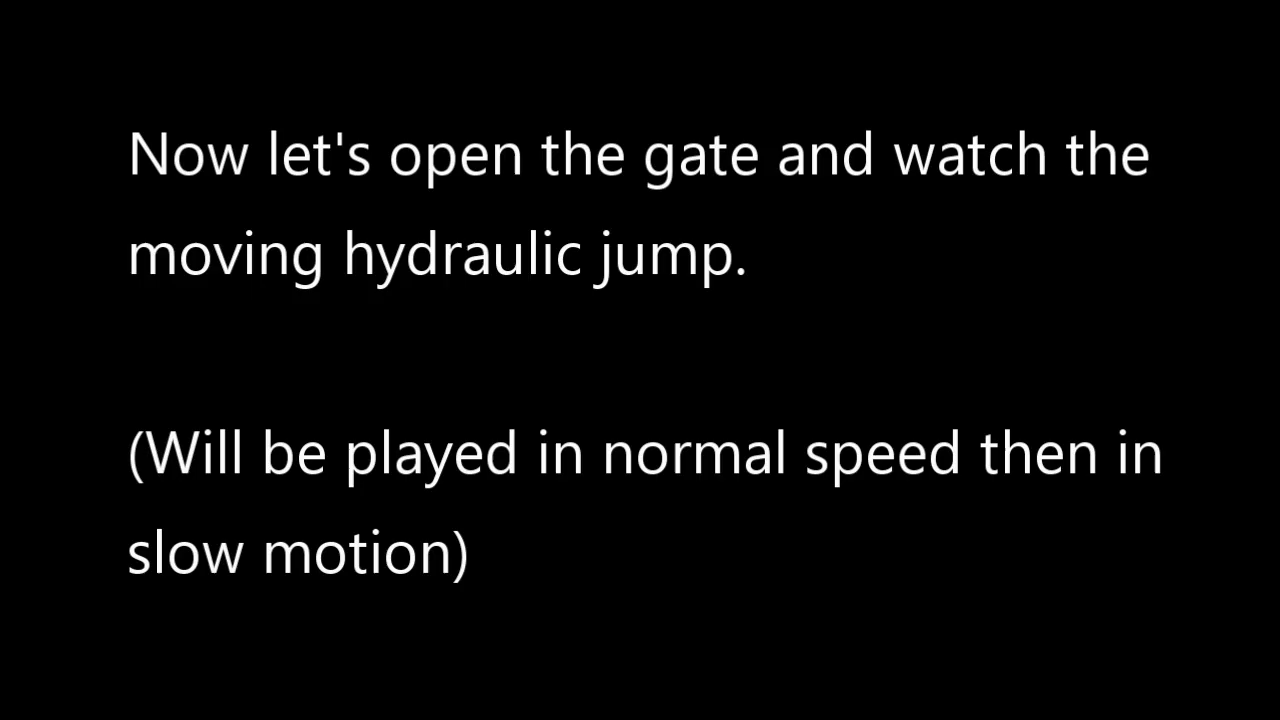 Now let's open the gate and watch the
moving hydraulic jump.
(Will be played in normal speed then in
slow motion)